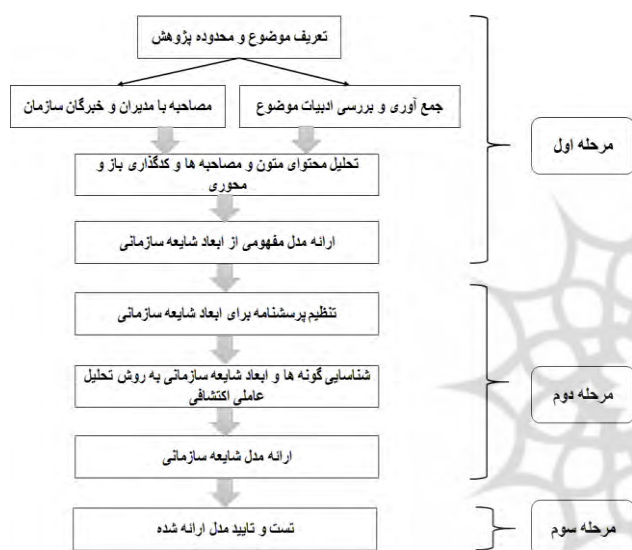 تعریف موضوع و محدوده پژوهش
جمع آوری و بررسی ادبیات موضوع
مصاحبه با مدیران و خبرگان سازمان
تحلیل محتوای متون و مصاحبه ها و کدگذاری باز و
محوری
ارائه مدل مفهومی از ابعاد شایعه سازمانی
مرحله اول
تنظیم پرسشنامه برای ابعاد شایعه سازمانی
شناسایی گونه ها و ابعاد شایعه سازمانی به روش تحلیل
عاملی اکتشافی
ارائه مدل شایعه سازمانی
مرحله دوم
تست و تایید مدل ارائه شده
مرحله سوم